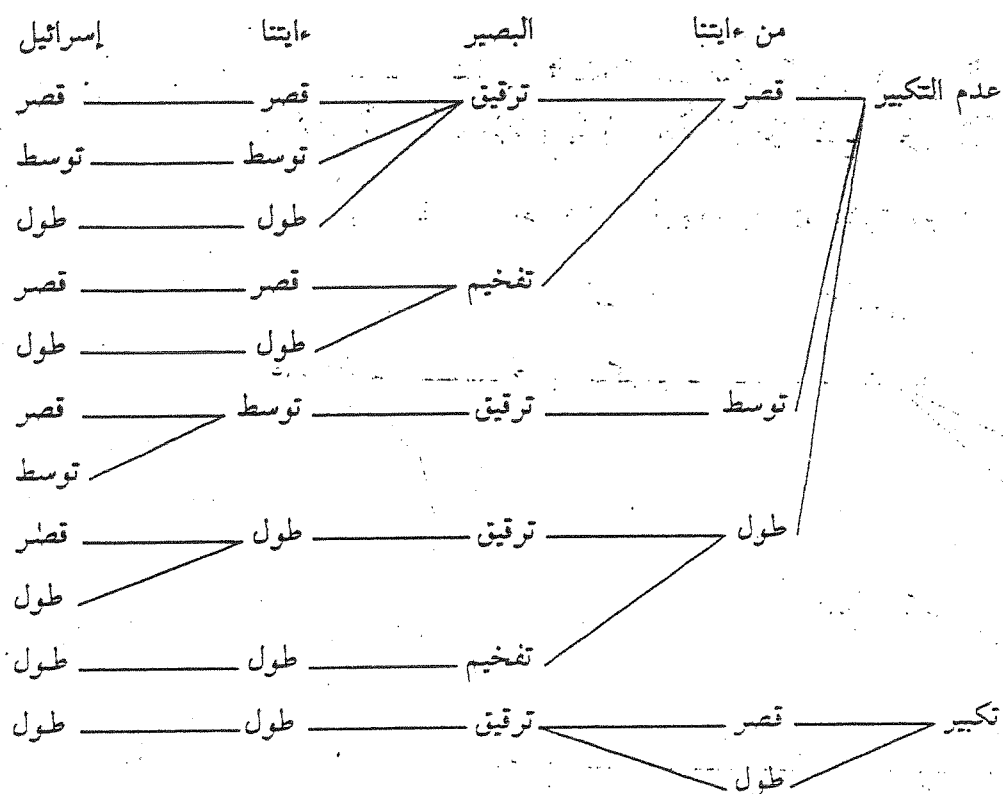 من ءايتنا البصير ءايتنا إسرائيل
عدم التكبير قصر ترقيق قصر قصر
توسط توسط
طول طول
تفخيم قصر قصر
طول طول
توسط ترقيق توسط قصر
توسط
طول ترقيق طول قصر
طول
تفخيم طول طول
تكبير قصر ترقيق طول طول
طول